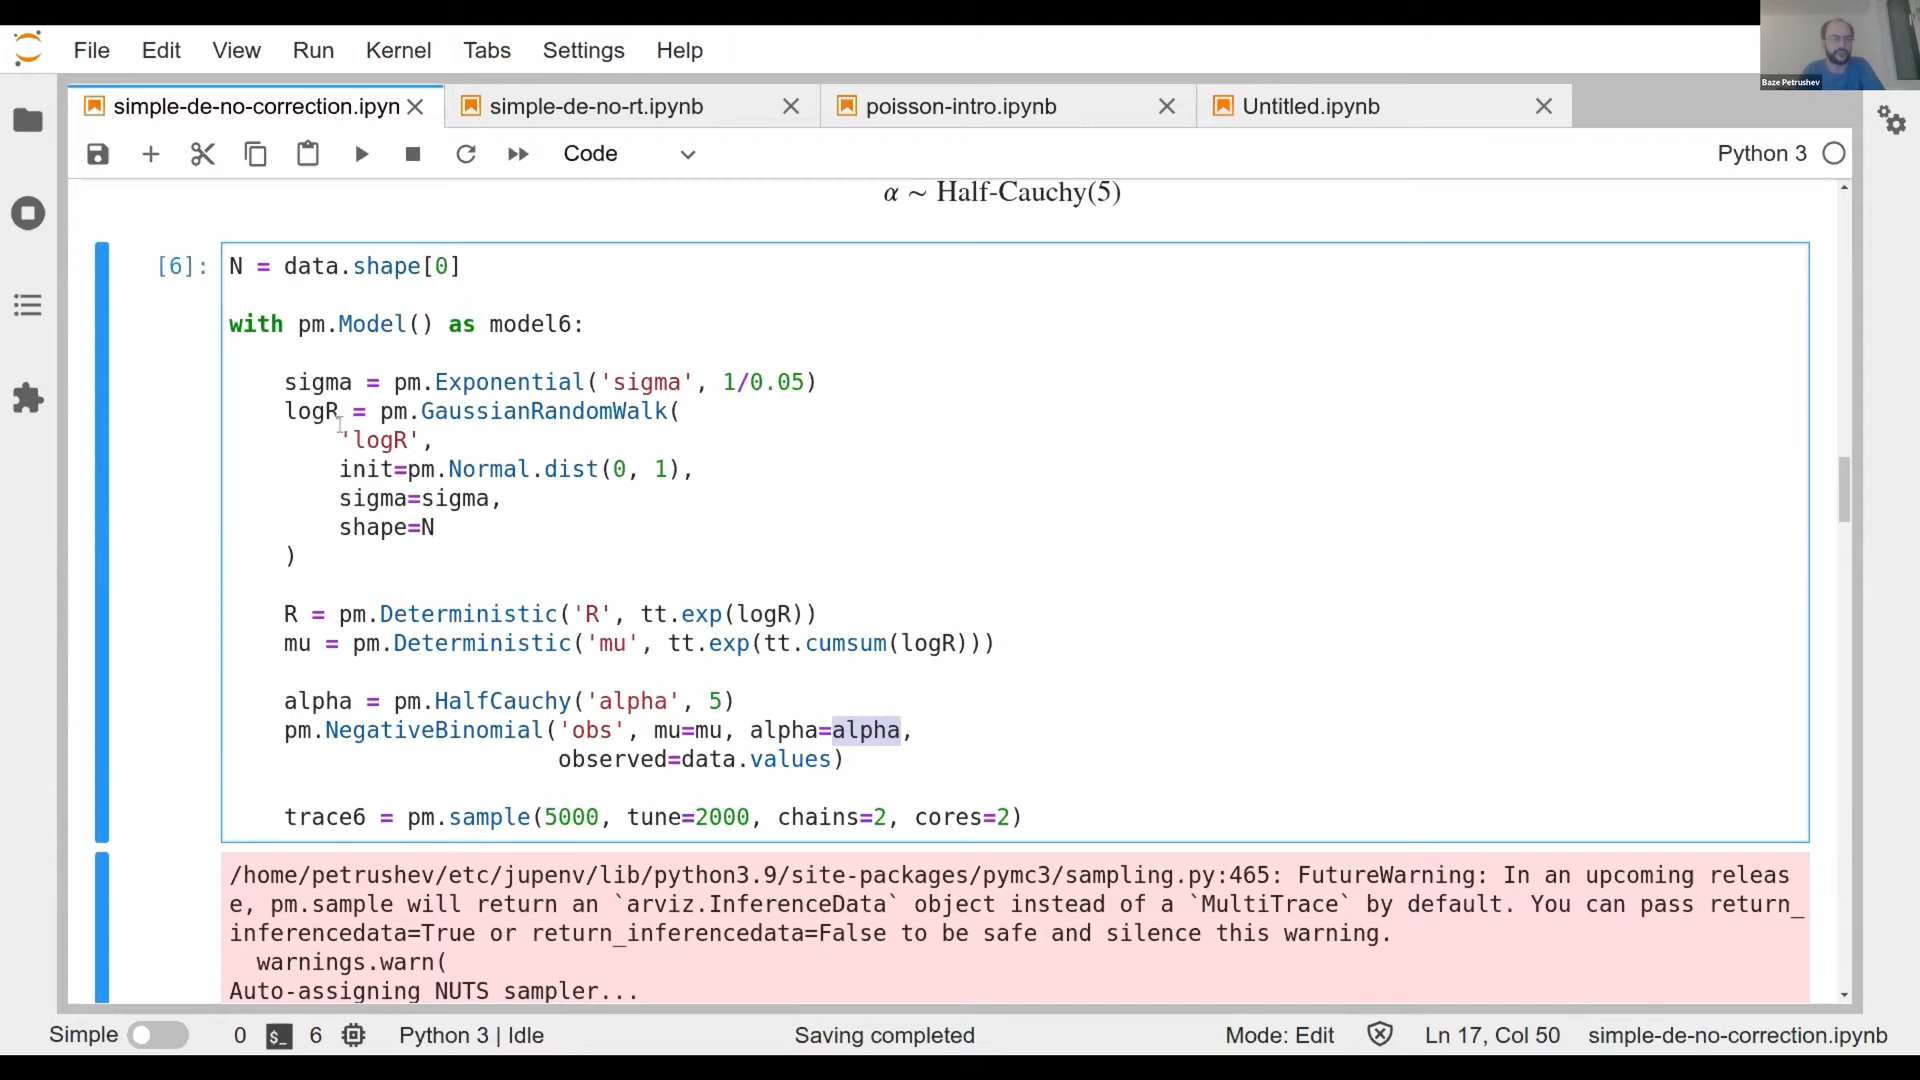 File Edit View Run Kernel Tabs Settings Help
Baze Petrushev
simple-de-no-correction.ipyn
simple-de-no-rt.ipynb
poisson-intro.ipynb
Untitled.ipynb
Code
Python 3
α ∼ Half-Cauchy(5)
[6]:
N = data.shape[0]
with pm.Model() as model6:
sigma = pm.Exponential('sigma', 1/0.05)
logR = pm.GaussianRandomWalk(
'logR',
init=pm.Normal.dist(0, 1),
sigma=sigma,
shape=N
)
R = pm.Deterministic('R', tt.exp(logR))
mu = pm.Deterministic('mu', tt.exp(tt.cumsum(logR)))
alpha = pm.HalfCauchy('alpha', 5)
pm.NegativeBinomial('obs', mu=mu, alpha=alpha,
observed=data.values)
trace6 = pm.sample(5000, tune=2000, chains=2, cores=2)
/home/petrushev/etc/jupenv/lib/python3.9/site-packages/pymc3/sampling.py:465: FutureWarning: In an upcoming releas
e, pm.sample will return an `arviz.InferenceData` object instead of a `MultiTrace` by default. You can pass return_
inferencedata=True or return_inferencedata=False to be safe and silence this warning.
warnings.warn(
Auto-assigning NUTS sampler...
Simple 0 $_ 6 Python 3 | Idle Saving completed Mode: Edit Ln 17, Col 50 simple-de-no-correction.ipynb